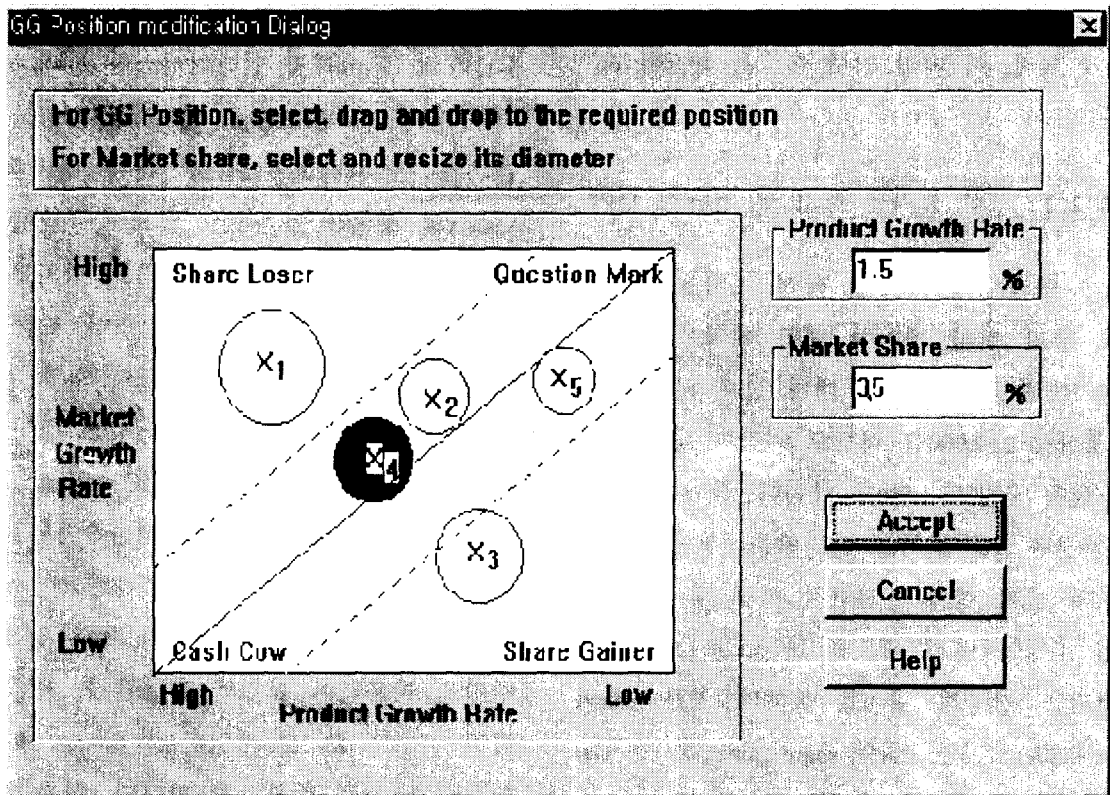 GG Position modification Dialog
For GG Position, select, drag and drop to the required position
For Market share, select and resize its diameter
High
Share Loser
Question Mark
X1
X2
X5
X4
X3
Market
Growth
Rate
Low
Cash Cow
Share Gainer
High
Low
Product Growth Rate
Product Growth Rate
1.5
%
Market Share
%
Accept
Cancel
Help